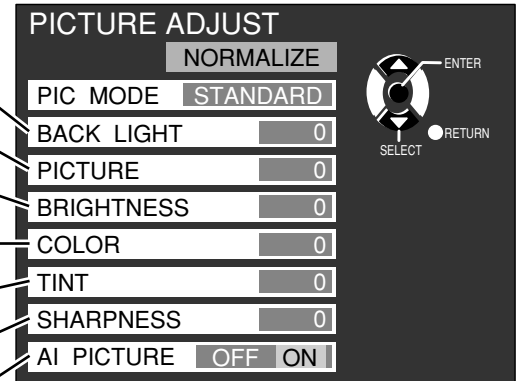 PICTURE ADJUST
NORMALIZE
PIC MODE STANDARD
BACK LIGHT 0
PICTURE 0
BRIGHTNESS 0
COLOR 0
TINT 0
SHARPNESS 0
AI PICTURE OFF ON
ENTER
RETURN
SELECT